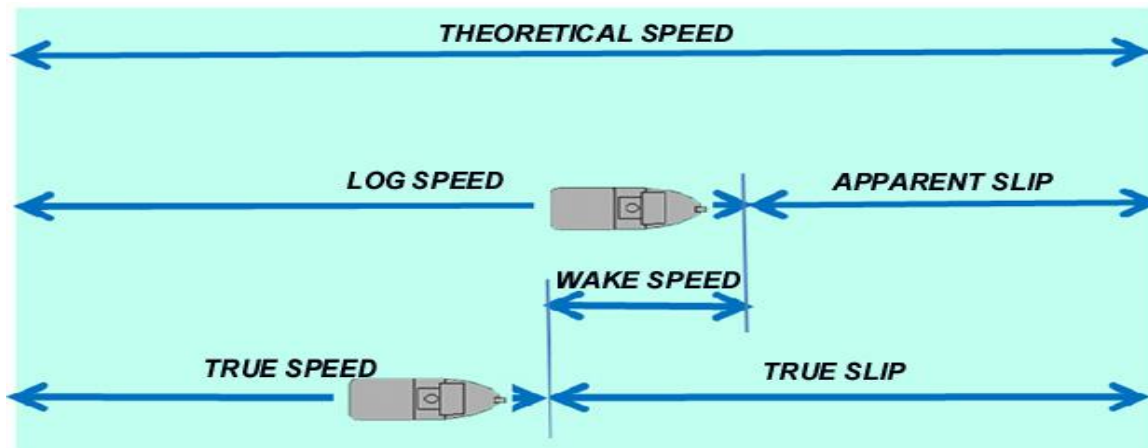 THEORETICAL SPEED
LOG SPEED
APPARENT SLIP
WAKE SPEED
TRUE SPEED
TRUE SLIP